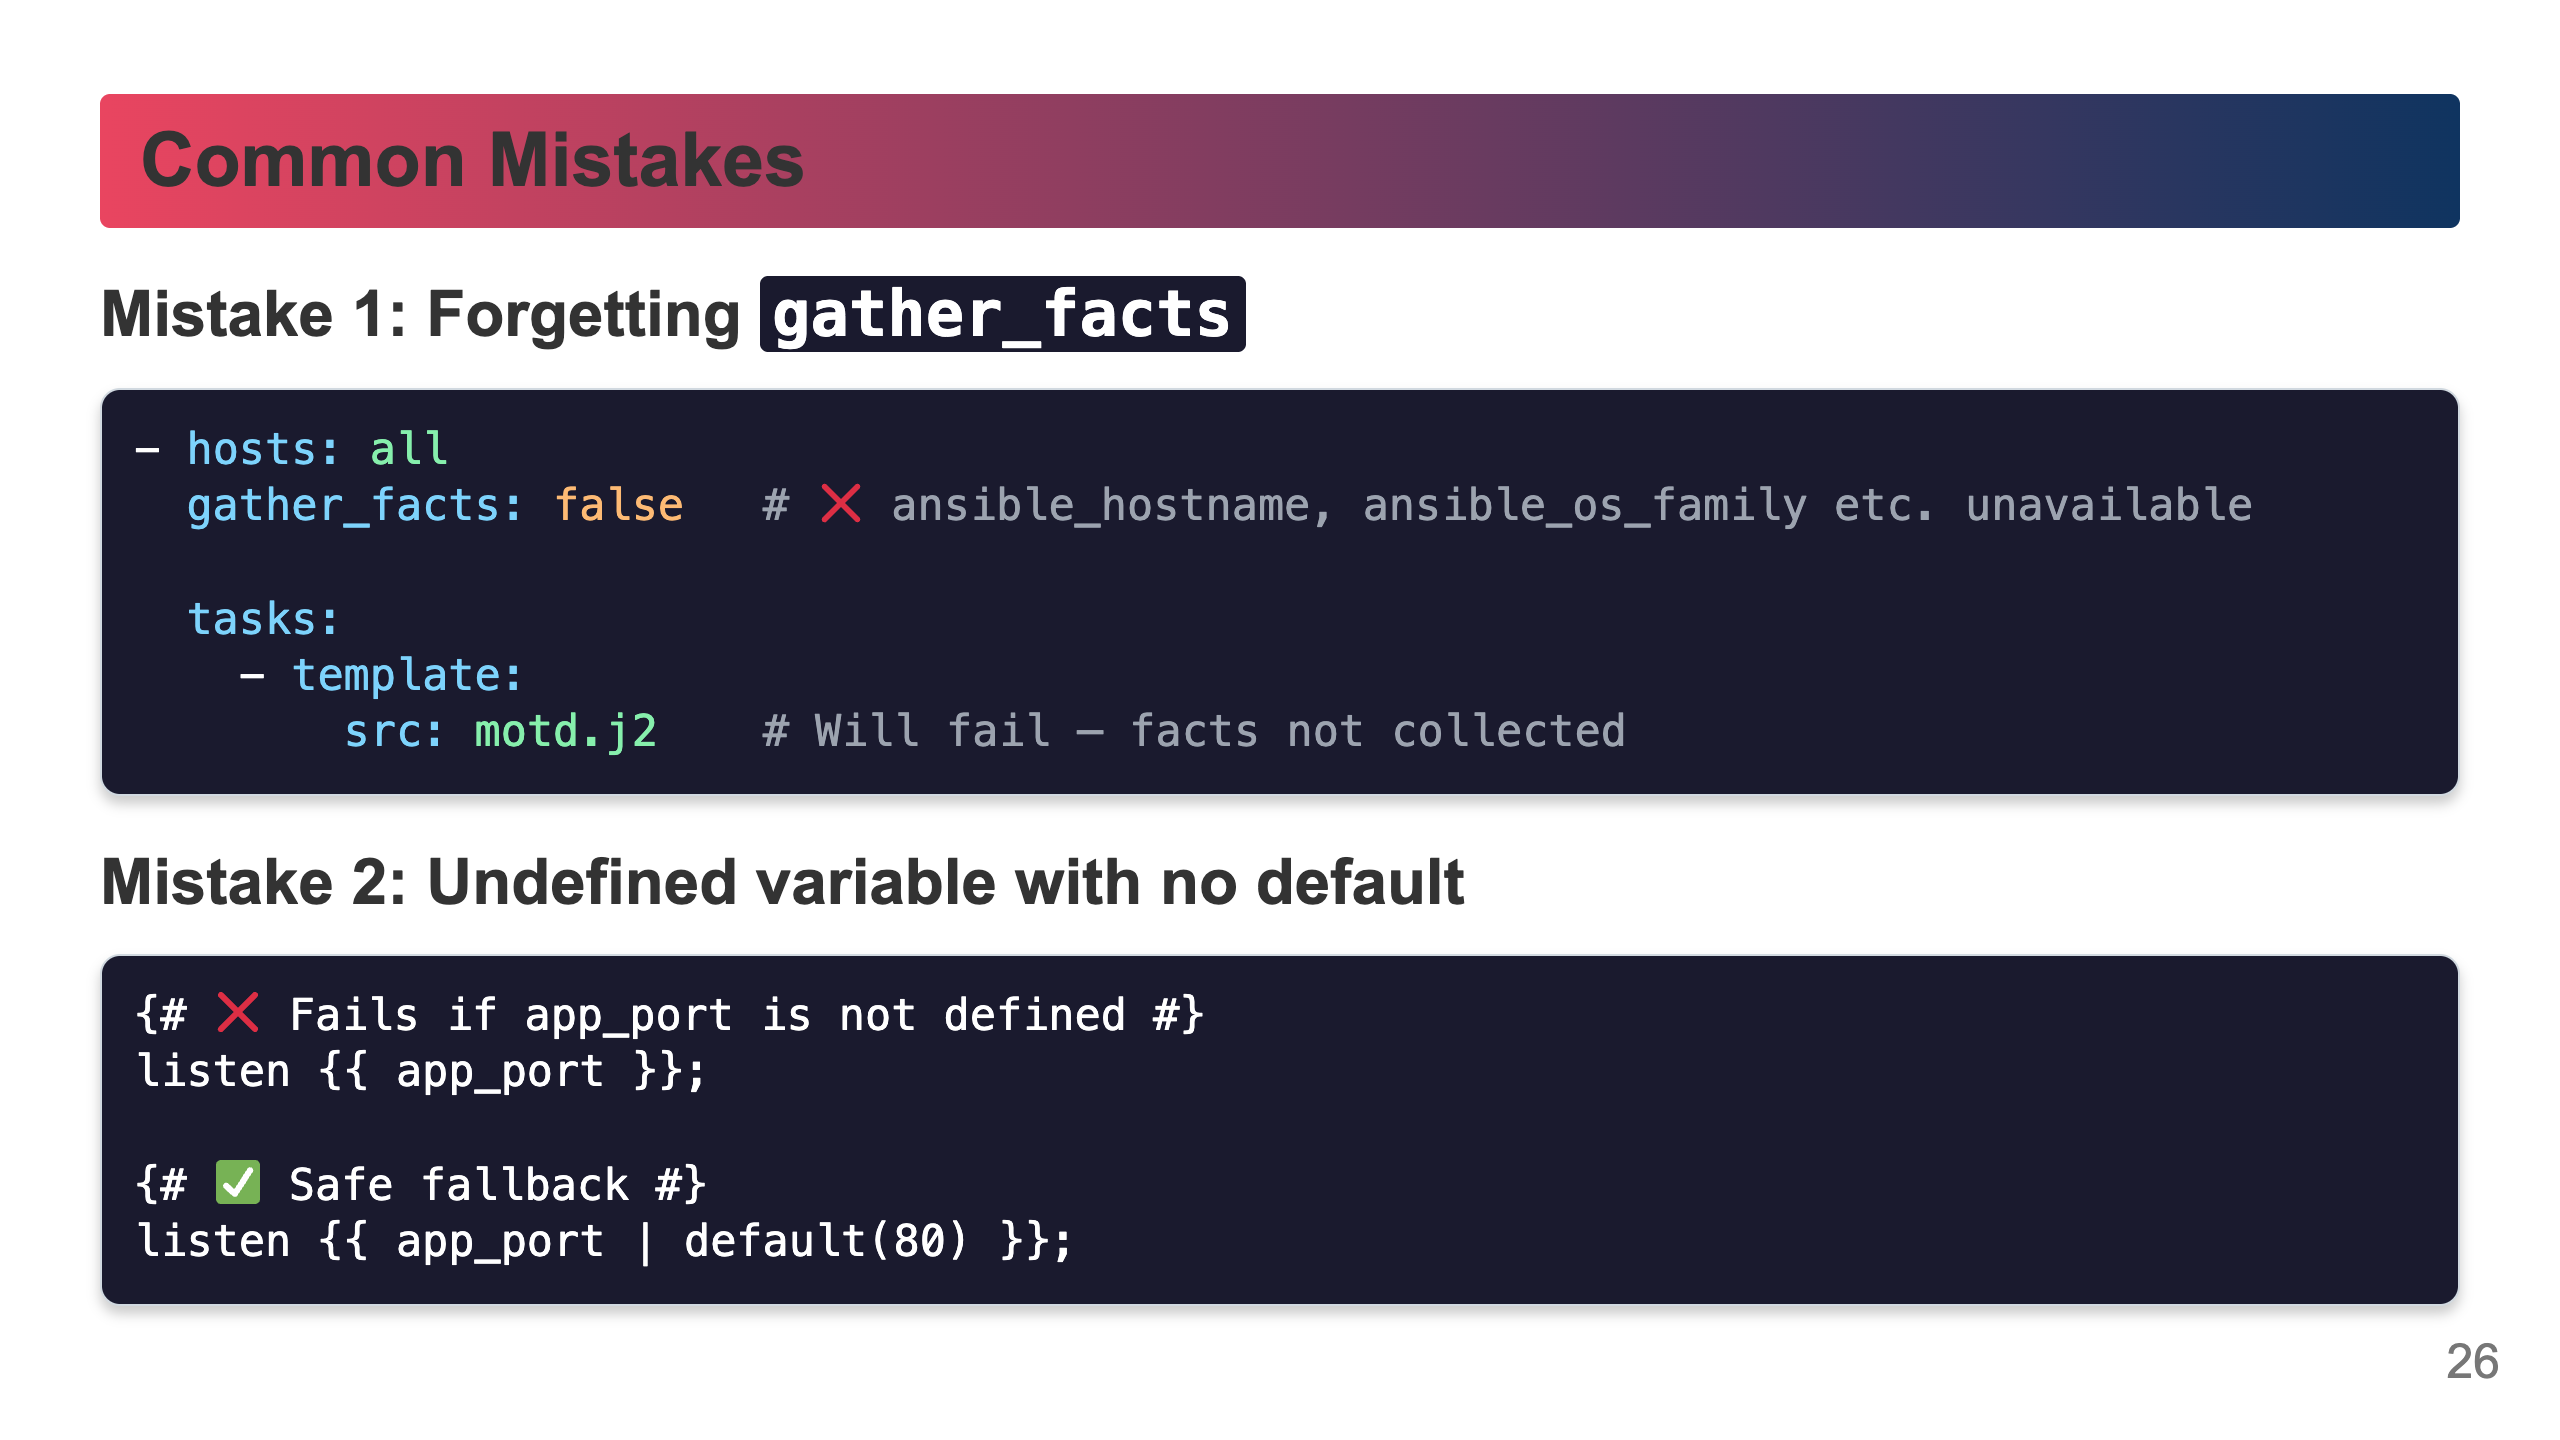 Common Mistakes
Mistake 1: Forgetting gather_facts
- hosts: all
  gather_facts: false   # ❌ ansible_hostname, ansible_os_family etc. unavailable
  tasks:
    - template:
        src: motd.j2    # Will fail — facts not collected
Mistake 2: Undefined variable with no default
{# ❌ Fails if app_port is not defined #}
listen {{ app_port }};
{# ✅ Safe fallback #}
listen {{ app_port | default(80) }};
26